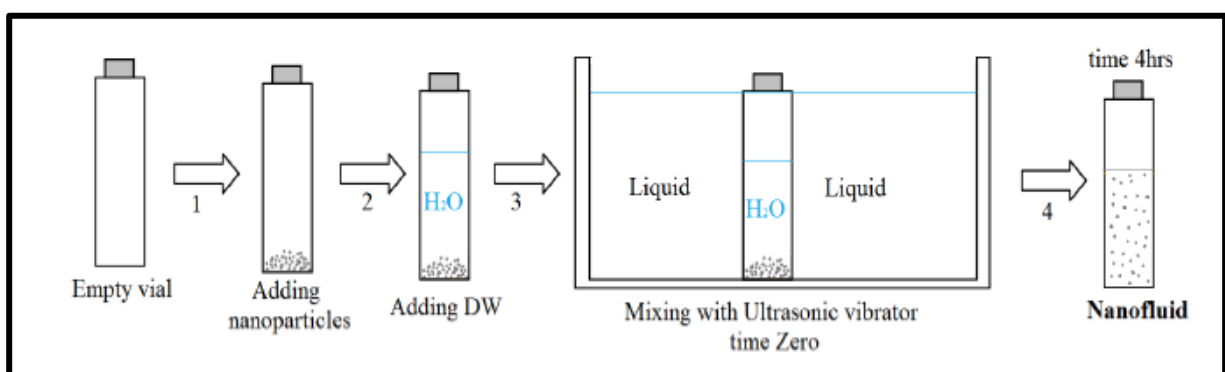 Empty vial
1
Adding
nanoparticles
2
H₂O
Adding DW
3
Liquid
H₂O
Liquid
Mixing with Ultrasonic vibrator
time Zero
4
time 4hrs
Nanofluid